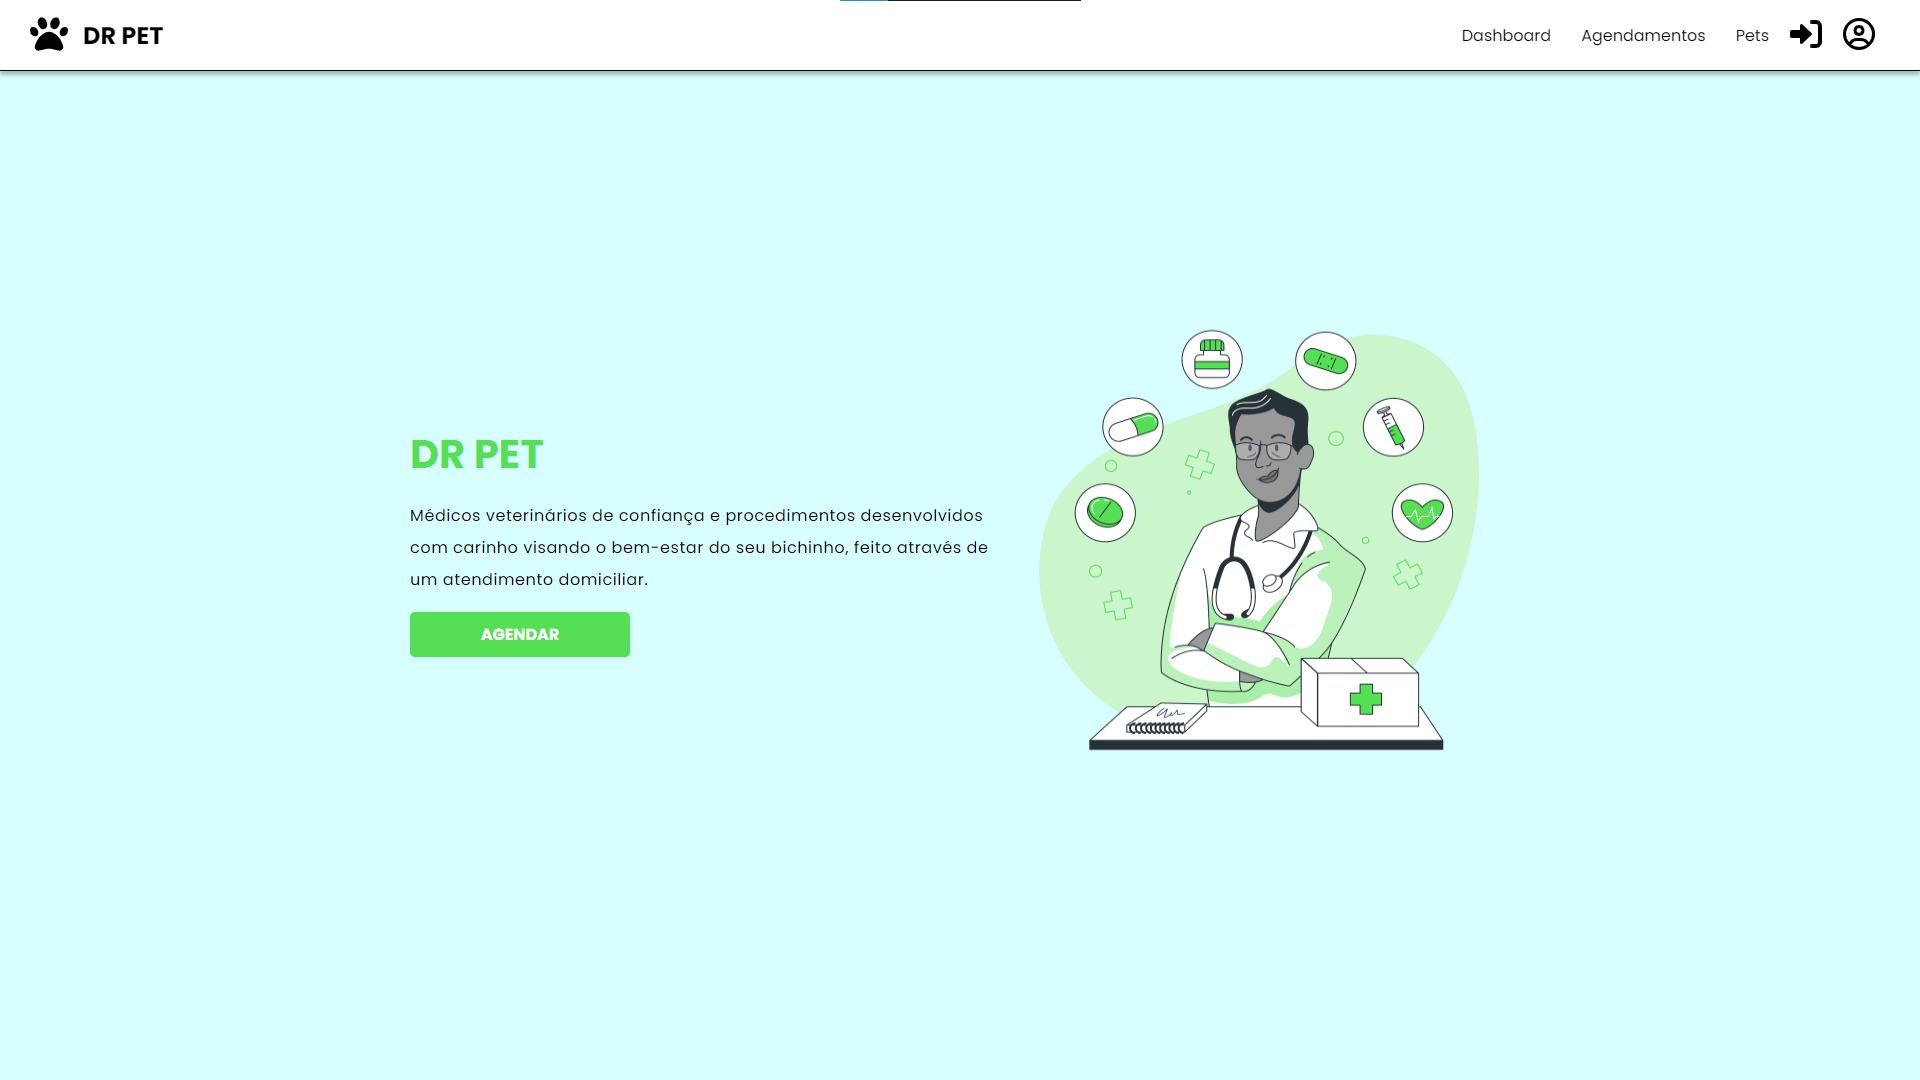 DR PET
Dashboard
Agendamentos
Pets
DR PET
Médicos veterinários de confiança e procedimentos desenvolvidos
com carinho visando o bem-estar do seu bichinho, feito através de
um atendimento domiciliar.
AGENDAR